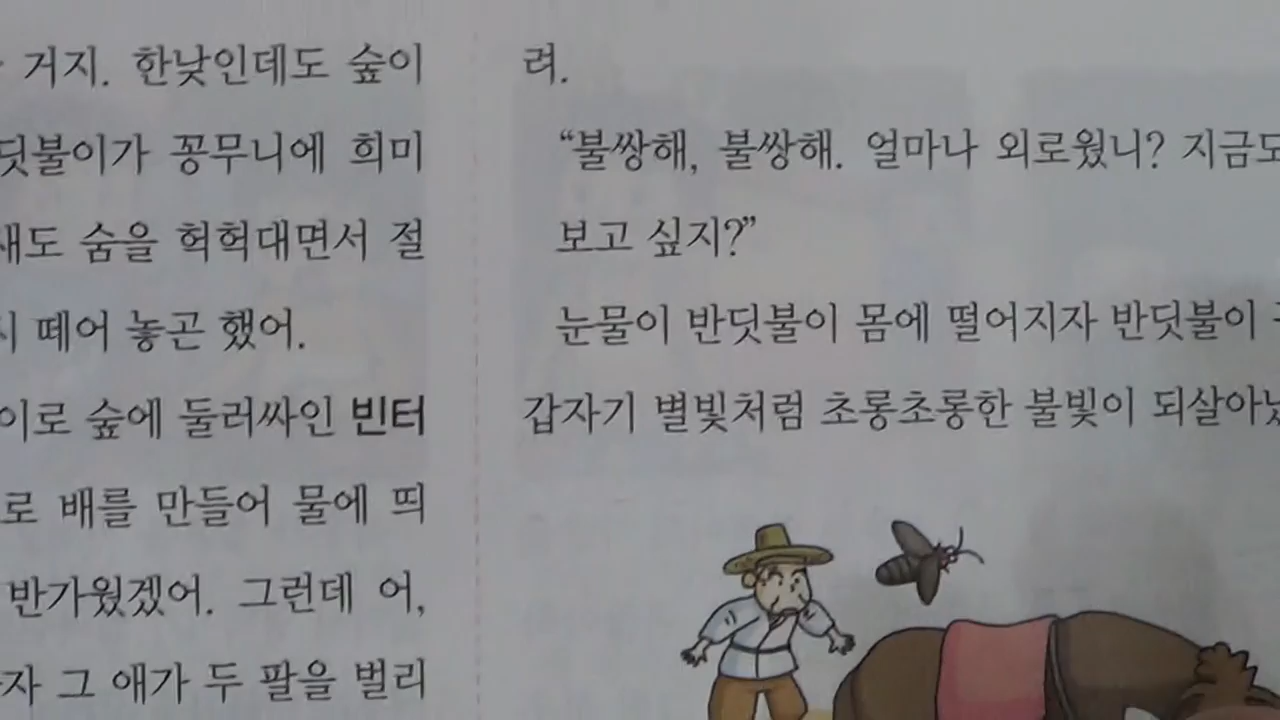 거지. 한낮인데도 숲이
딧불이가 꽁무니에 희미
새도 숨을 헉헉대면서 절
떼어 놓곤 했어.
이로 숲에 둘러싸인 빈터
로 배를 만들어 물에 띄
반가웠겠어. 그런데 어,
자 그 애가 두 팔을 벌리
려.
“불쌍해, 불쌍해. 얼마나 외로웠니? 지금도
보고 싶지?”
눈물이 반딧불이 몸에 떨어지자 반딧불이
갑자기 별빛처럼 초롱초롱한 불빛이 되살아났